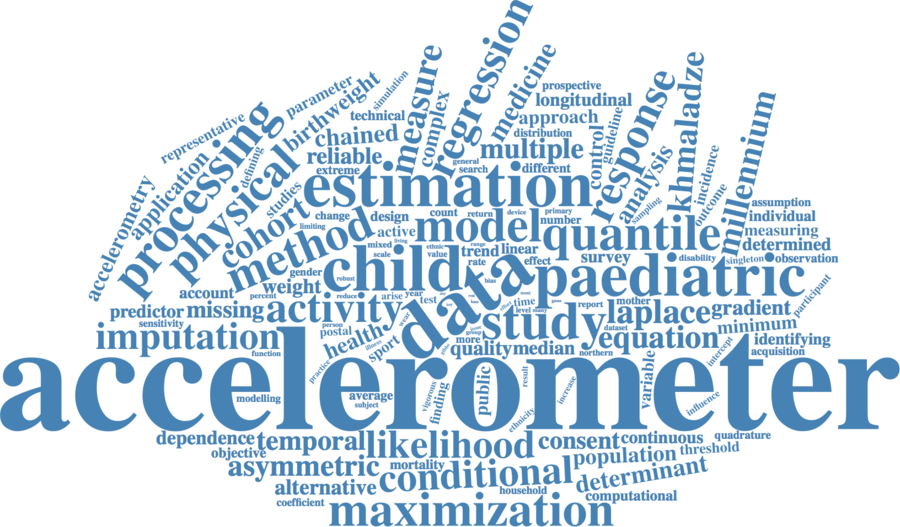 regression
measure
medicine
complex
simulation
birthweight
parameter
processing
representative
technical
prospective
longitudinal
approach
distribution
response
khmaladze
millennium
guideline
control
chained
reliable
extreme
multiple
general
search
different
analysis
incidence
outcome
sampling
defining
application
physical
accelerometry
studies
cohort
estimation
assumption
individual
measuring
determined
observation
change
design
count
return
device
primary
number
limiting
active
method
model
quantile
mixed
living
ethnic
value
scale
range
trend
linear
rate
effect
survey
disability
singleton
gender
robust
child
data
bias
paediatric
weight
account
percent
reduce
arise
year
test
time
level
many
report
mother
participant
predictor
missing
activity
sensitivity
person
postal
wear
study
laplace
gradient
dataset
minimum
imputation
health
sport
illness
group
more
equation
identifying
function
practice
quality
median
northern
intercept
acquisition
accelerometer
modelling
average
subject
vigorous
finding
public
result
increase
variable
influence
ethnicity
dependence
temporal
likelihood
consent
continuous
quadrature
objective
threshold
asymmetric
mortality
conditional
population
determinant
alternative
household
computational
coefficient
maximization